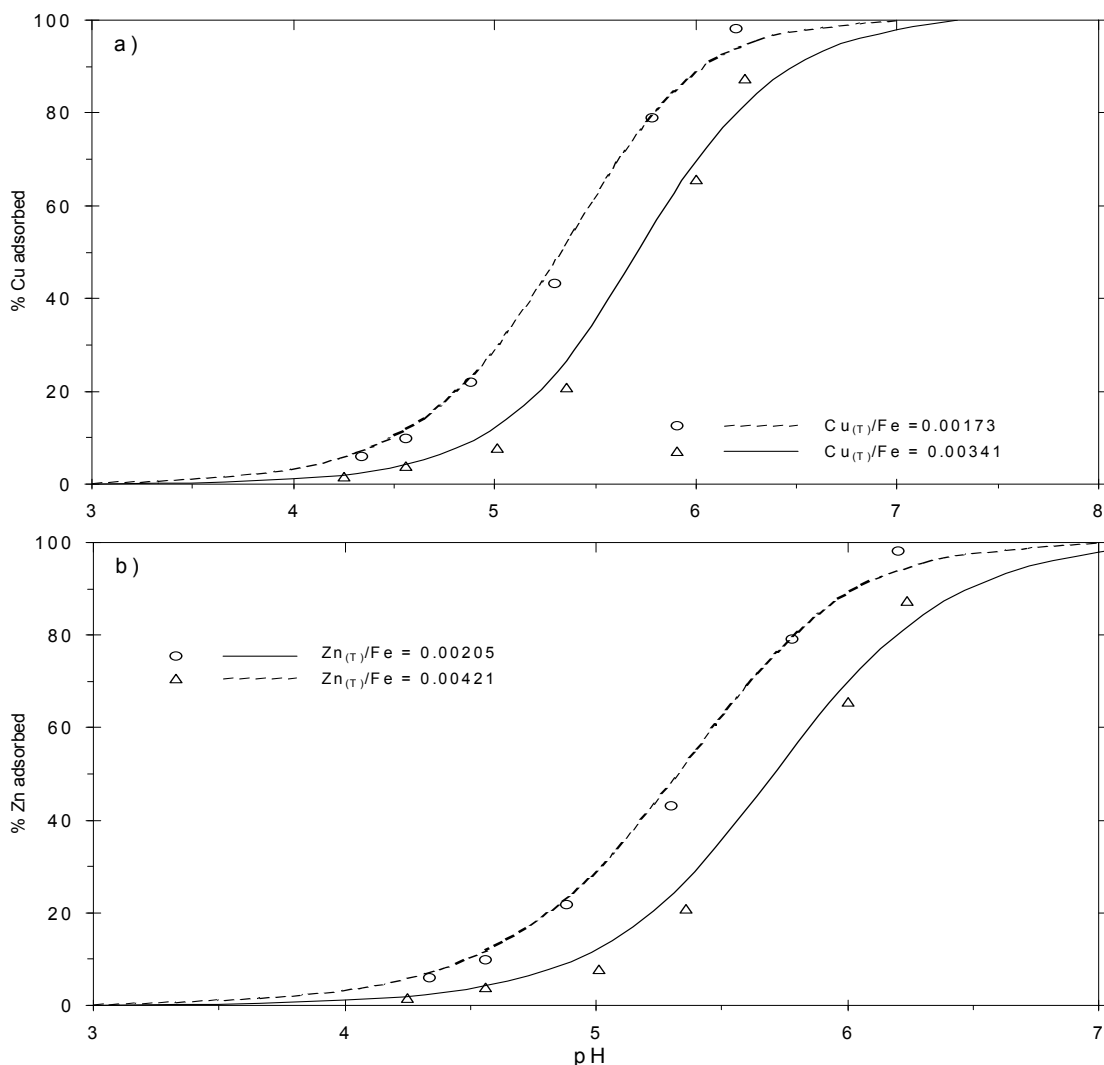 100
a)
80
60
40
20
0
% Cu adsorbed
Cu(T)/Fe =0.00173
Cu(T)/Fe = 0.00341
3 4 5 6 7 8
100
b)
80
60
40
20
0
% Zn adsorbed
Zn(T)/Fe = 0.00205
Zn(T)/Fe = 0.00421
3 4 5 6 7
pH